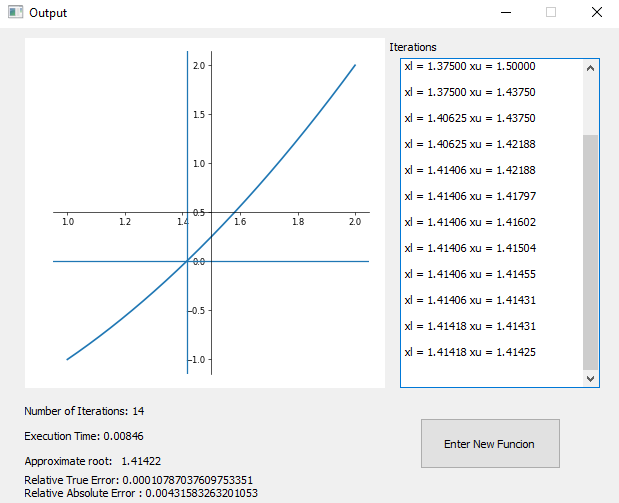 Output
Iterations
xl = 1.37500 xu = 1.50000
xl = 1.37500 xu = 1.43750
xl = 1.40625 xu = 1.43750
xl = 1.40625 xu = 1.42188
xl = 1.41406 xu = 1.42188
xl = 1.41406 xu = 1.41797
xl = 1.41406 xu = 1.41602
xl = 1.41406 xu = 1.41504
xl = 1.41406 xu = 1.41455
xl = 1.41406 xu = 1.41431
xl = 1.41418 xu = 1.41431
xl = 1.41418 xu = 1.41425
2.0
1.5
1.0
0.5
1.0 1.2 1.4 1.6 1.8 2.0
0.0
−0.5
−1.0
Number of Iterations: 14
Execution Time: 0.00846
Approximate root: 1.41422
Relative True Error: 0.00010787037609753351
Relative Absolute Error : 0.00431583263201053
Enter New Funcion